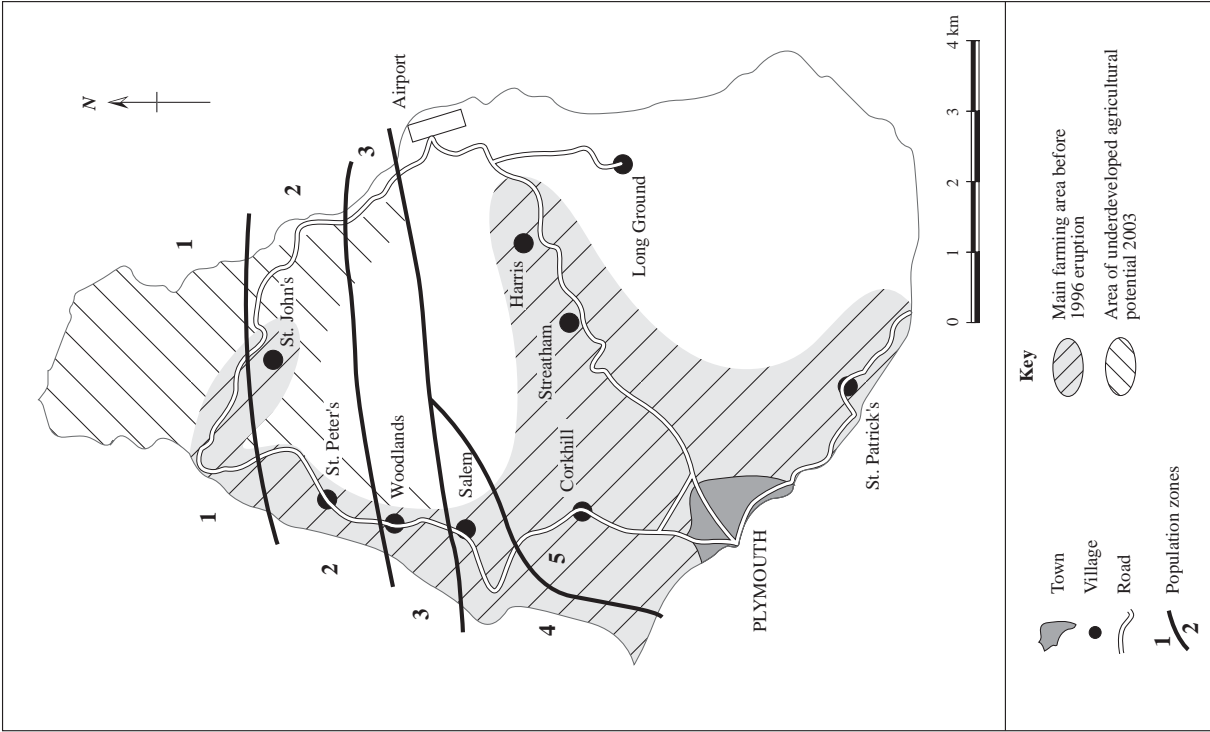 N
1
2
3
Airport
St. John's
St. Peter's
1
Woodlands
2
Salem
3
Harris
Streatham
Long Ground
Corkhill
4
5
PLYMOUTH
St. Patrick's
0 1 2 3 4 km
Key
Town
Village
Road
1
2
Population zones
Main farming area before
1996 eruption
Area of underdeveloped agricultural
potential 2003